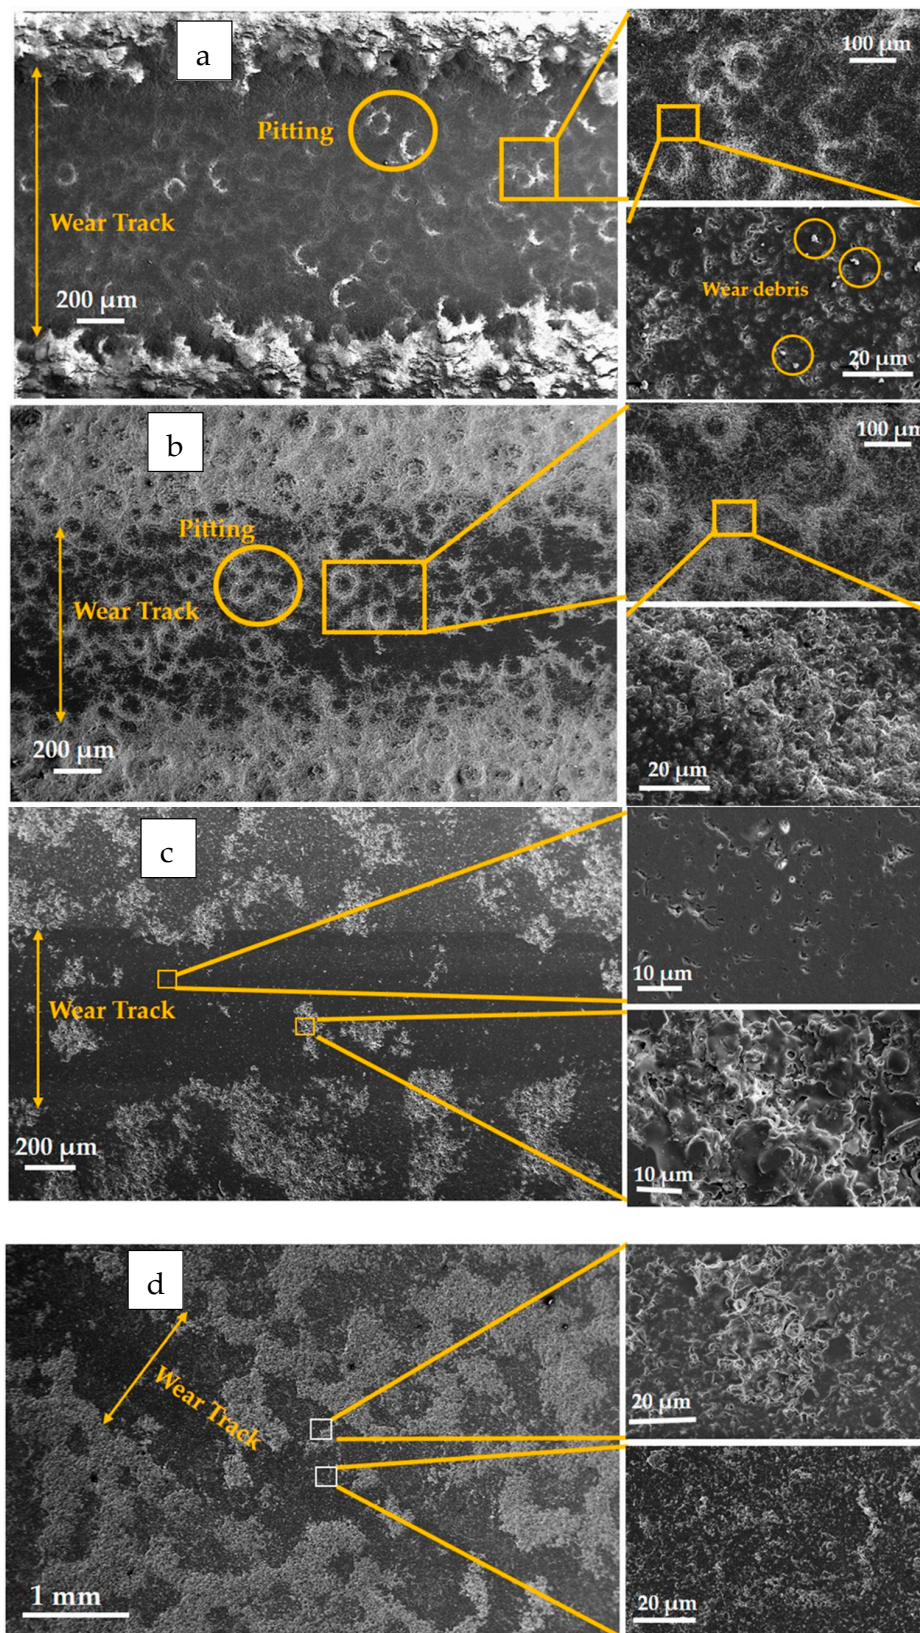 a
100 µm
Pitting
Wear Track
200 µm
Wear debris
20 µm
b
100 µm
Pitting
Wear Track
200 µm
20 µm
c
10 µm
Wear Track
200 µm
10 µm
d
Wear Track
20 µm
1 mm
20 µm